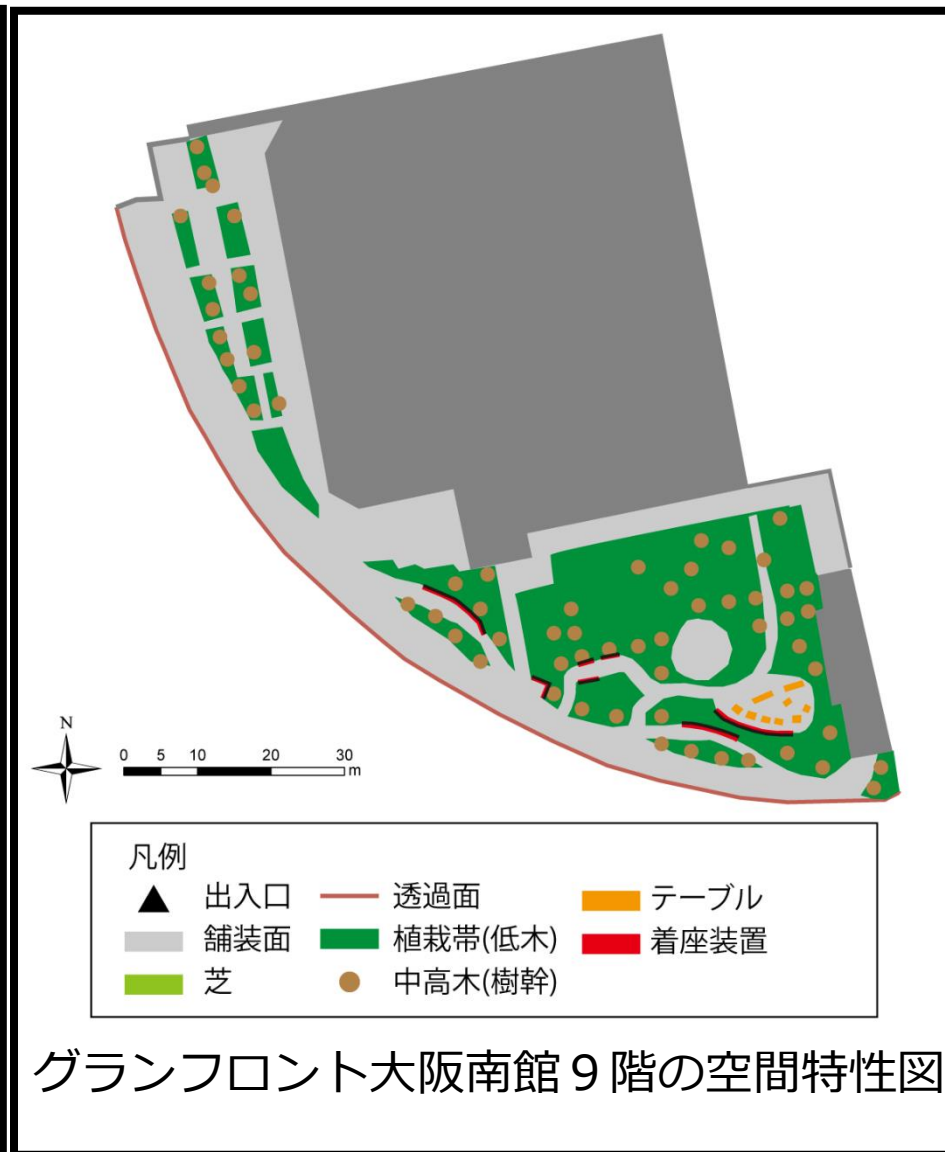 N
0 5 10 20 30
m
凡例
出入口 透過面 テーブル
舗装面 植栽帯(低木) 着座装置
芝 中高木(樹幹)
グランフロント大阪南館９階の空間特性図